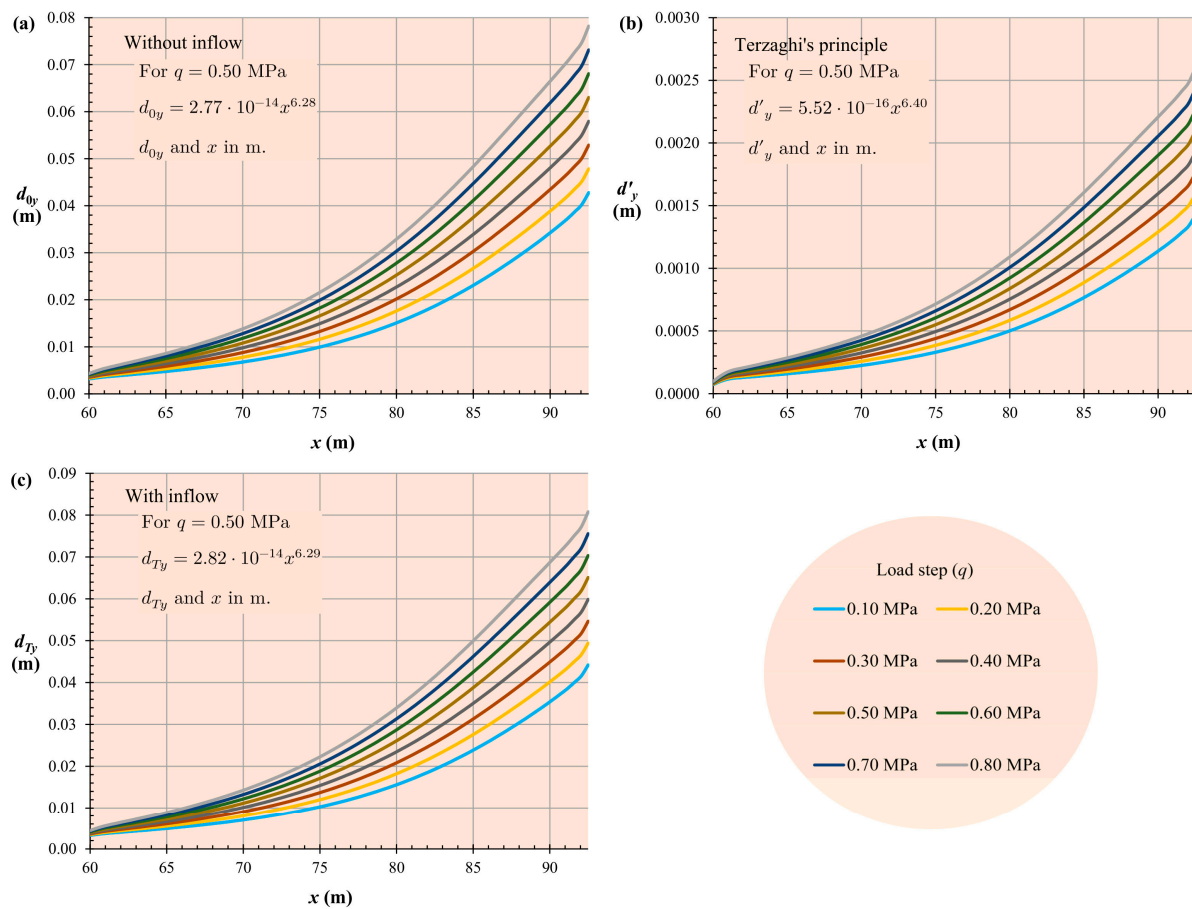 (a)
Without inflow
For q = 0.50 MPa
d₀y = 2.77 · 10⁻¹⁴x⁶·²⁸
d₀y and x in m.
0.08
0.07
0.06
0.05
0.04
0.03
0.02
0.01
0.00
d₀y
(m)
60 65 70 75 80 85 90
x (m)
(b)
Terzaghi's principle
For q = 0.50 MPa
d′y = 5.52 · 10⁻¹⁶x⁶·⁴⁰
d′y and x in m.
0.0030
0.0025
0.0020
0.0015
0.0010
0.0005
0.0000
d′y
(m)
60 65 70 75 80 85 90
x (m)
(c)
With inflow
For q = 0.50 MPa
dTy = 2.82 · 10⁻¹⁴x⁶·²⁹
dTy and x in m.
0.09
0.08
0.07
0.06
0.05
0.04
0.03
0.02
0.01
0.00
dTy
(m)
60 65 70 75 80 85 90
x (m)
Load step (q)
0.10 MPa 0.20 MPa
0.30 MPa 0.40 MPa
0.50 MPa 0.60 MPa
0.70 MPa 0.80 MPa